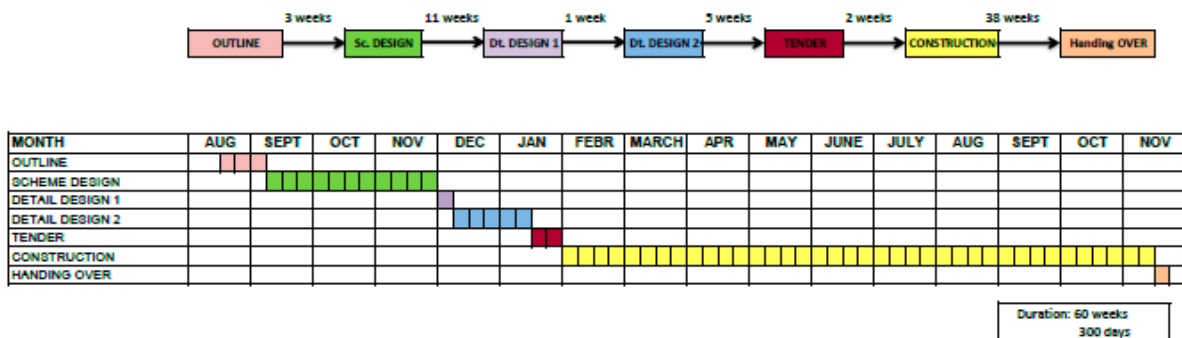 3 weeks 11 weeks 1 week 5 weeks 2 weeks 38 weeks
OUTLINE Sc. DESIGN Dt. DESIGN 1 Dt. DESIGN 2 TENDER CONSTRUCTION Handing OVER
MONTH AUG SEPT OCT NOV DEC JAN FEBR MARCH APR MAY JUNE JULY AUG SEPT OCT NOV
OUTLINE
SCHEME DESIGN
DETAIL DESIGN 1
DETAIL DESIGN 2
TENDER
CONSTRUCTION
HANDING OVER
Duration: 60 weeks
300 days